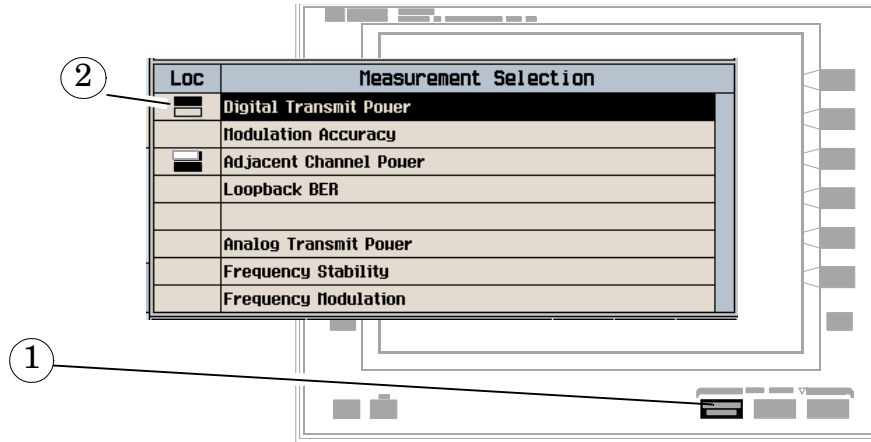 2
Loc Measurement Selection
Digital Transmit Power
Modulation Accuracy
Adjacent Channel Power
Loopback BER
Analog Transmit Power
Frequency Stability
Frequency Modulation
1